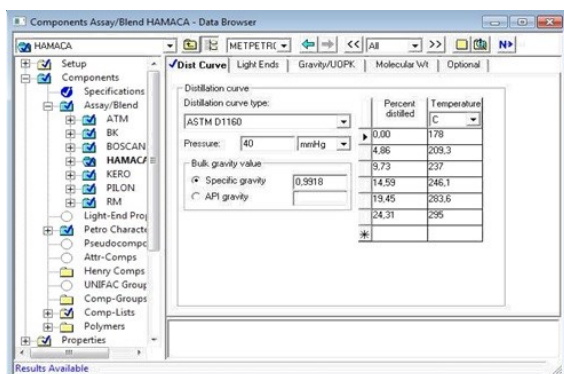 Components Assay/Blend HAMACA - Data Browser
HAMACA
METPETRO
<<
All
>>
N>
Setup
Components
Specifications
Assay/Blend
ATM
BK
BOSCAN
HAMACA
KERO
PILON
RM
Light-End Prop
Petro Characte
Pseudocompc
Attr-Comps
Henry Comps
UNIFAC Group
Comp-Groups
Comp-Lists
Polymers
Properties
Dist Curve
Light Ends
Gravity/UOPK
Molecular Wt
Optional
Distillation curve
Distillation curve type:
ASTM D1160
Pressure:
40
mmHg
Bulk gravity value
Specific gravity
0,9918
API gravity
Percent distilled
Temperature
C
0,00 178
4,86 209,3
9,73 237
14,59 246,1
19,45 283,6
24,31 295
Results Available